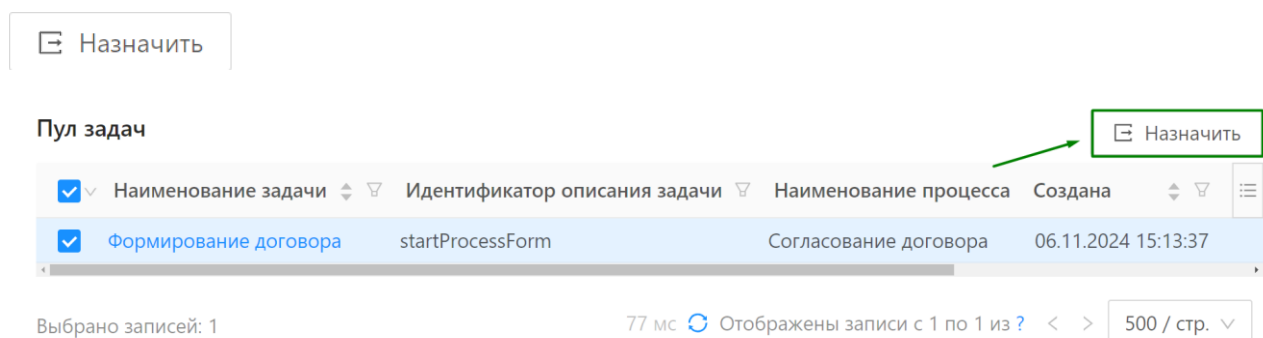 Назначить
Пул задач
Назначить
Наименование задачи Идентификатор описания задачи Наименование процесса Создана
Формирование договора startProcessForm Согласование договора 06.11.2024 15:13:37
Выбрано записей: 1 77 мс Отображены записи с 1 по 1 из ? < > 500 / стр.